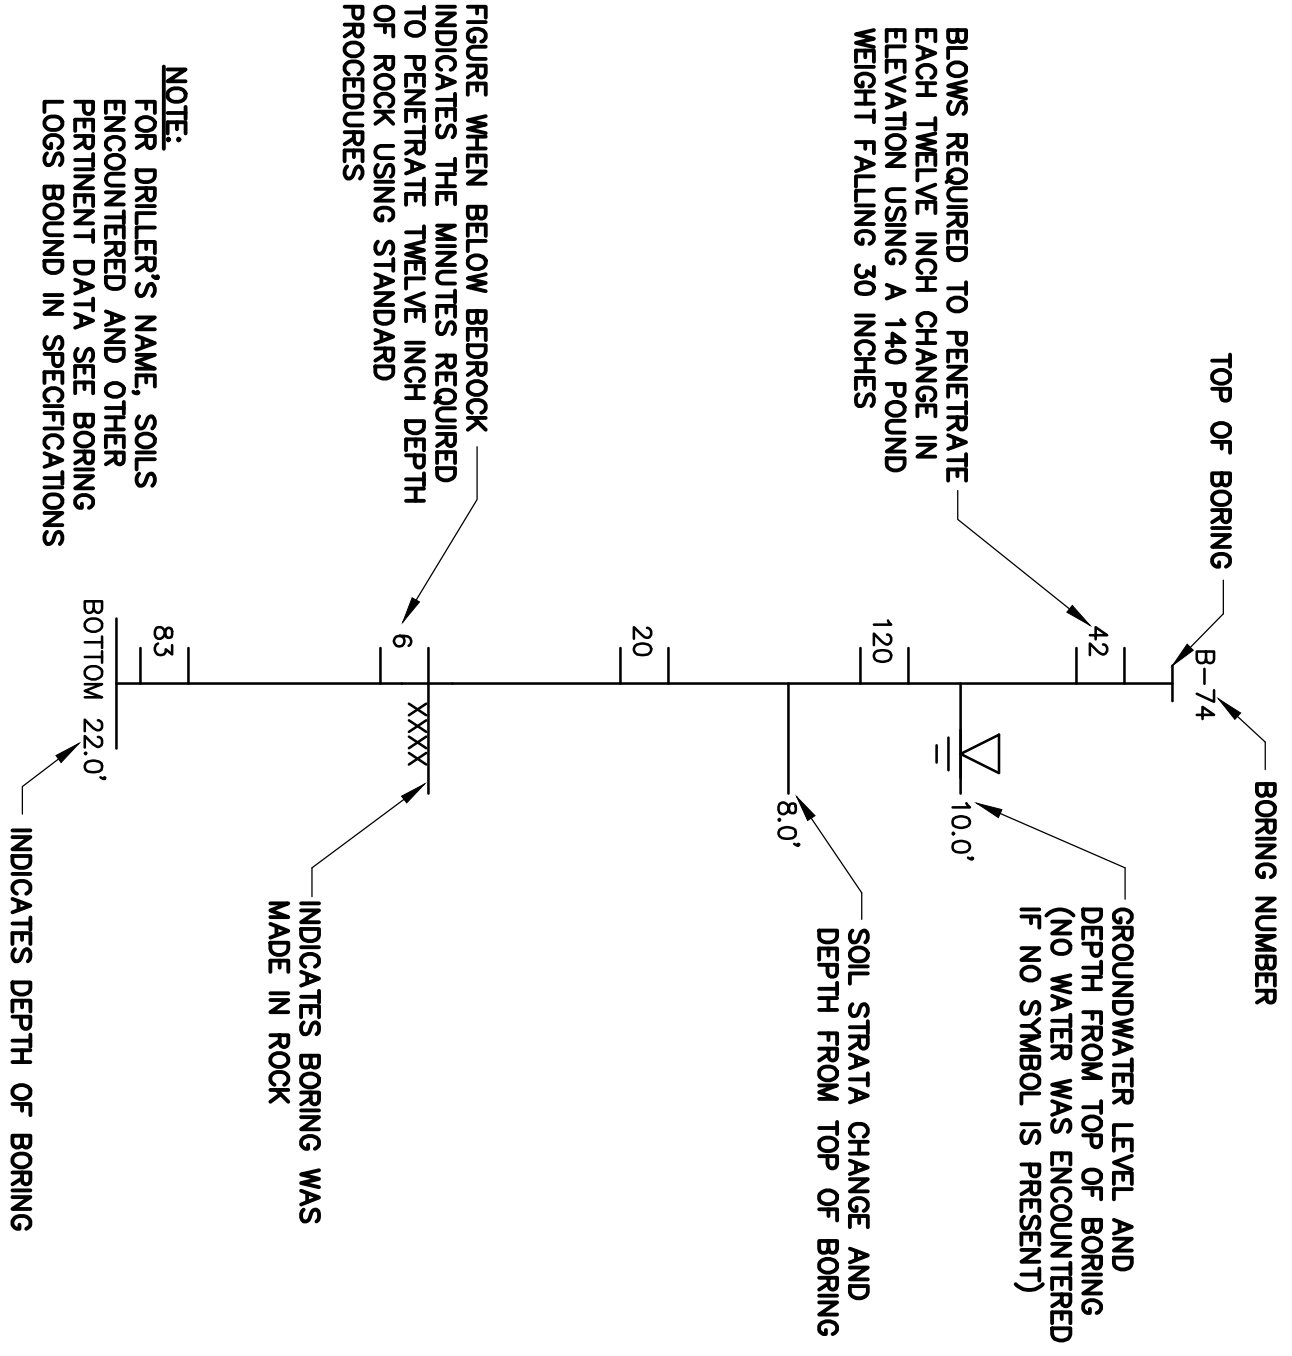 TOP OF BORING
B-74
BORING NUMBER
BLOWS REQUIRED TO PENETRATE
EACH TWELVE INCH CHANGE IN
ELEVATION USING A 140 POUND
WEIGHT FALLING 30 INCHES
42
GROUNDWATER LEVEL AND
DEPTH FROM TOP OF BORING
(NO WATER WAS ENCOUNTERED
IF NO SYMBOL IS PRESENT)
10.0'
120
8.0'
SOIL STRATA CHANGE AND
DEPTH FROM TOP OF BORING
20
FIGURE WHEN BELOW BEDROCK
INDICATES THE MINUTES REQUIRED
TO PENETRATE TWELVE INCH DEPTH
OF ROCK USING STANDARD
PROCEDURES
6
XXXX
INDICATES BORING WAS
MADE IN ROCK
83
BOTTOM 22.0'
INDICATES DEPTH OF BORING
NOTE:
FOR DRILLER'S NAME, SOILS
ENCOUNTERED AND OTHER
PERTINENT DATA SEE BORING
LOGS BOUND IN SPECIFICATIONS